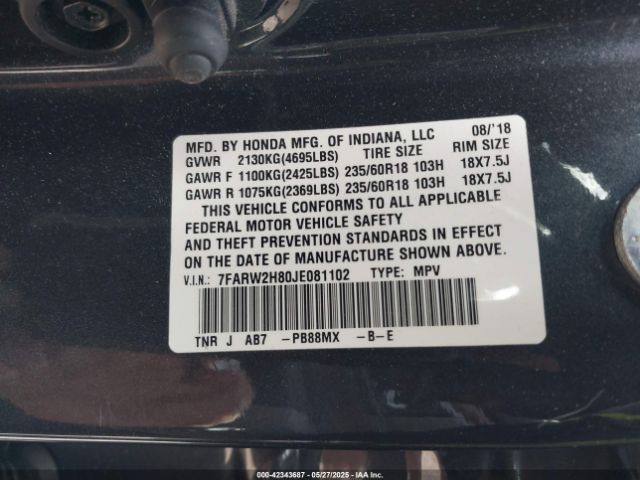 MFD. BY HONDA MFG. OF INDIANA, LLC 08/'18
GVWR 2130KG(4695LBS) TIRE SIZE RIM SIZE
GAWR F 1100KG(2425LBS) 235/60R18 103H 18X7.5J
GAWR R 1075KG(2369LBS) 235/60R18 103H 18X7.5J
THIS VEHICLE CONFORMS TO ALL APPLICABLE
FEDERAL MOTOR VEHICLE SAFETY
AND THEFT PREVENTION STANDARDS IN EFFECT
ON THE DATE OF MANUFACTURE SHOWN ABOVE.
V.I.N.: 7FARW2H80JE081102 TYPE: MPV
TNR J AB7 -PB88MX -B-E
000-42343687 - 05/27/2025 - IAA Inc.